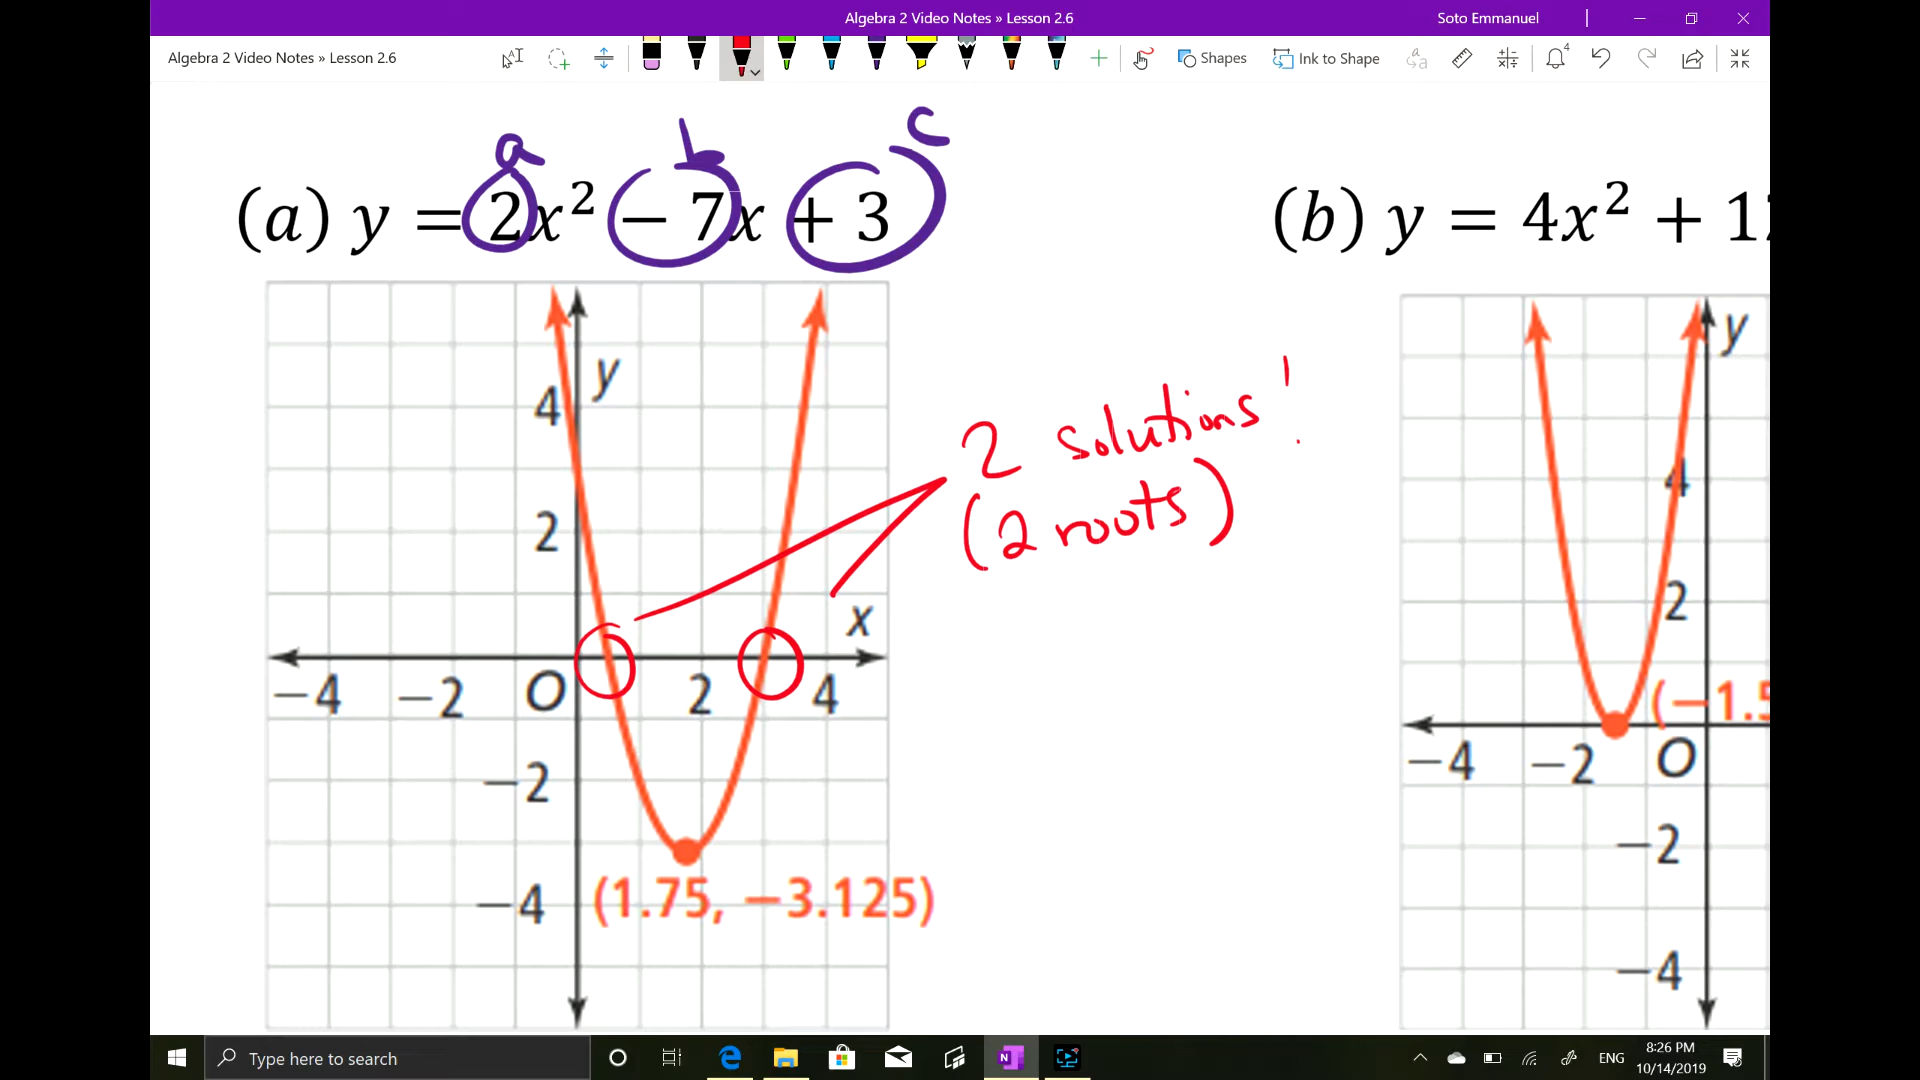 Algebra 2 Video Notes » Lesson 2.6
Soto Emmanuel
Algebra 2 Video Notes » Lesson 2.6
Shapes
Ink to Shape
4
a b c
(a) y = 2x² − 7x + 3
(b) y = 4x² + 1
y
4
2
x
−4 −2 O 2 4
−2
−4
(1.75, −3.125)
2 solutions!
(2 roots)
y
4
2
(−1.5
−4 −2 O
−2
−4
Type here to search
ENG
8:26 PM
10/14/2019